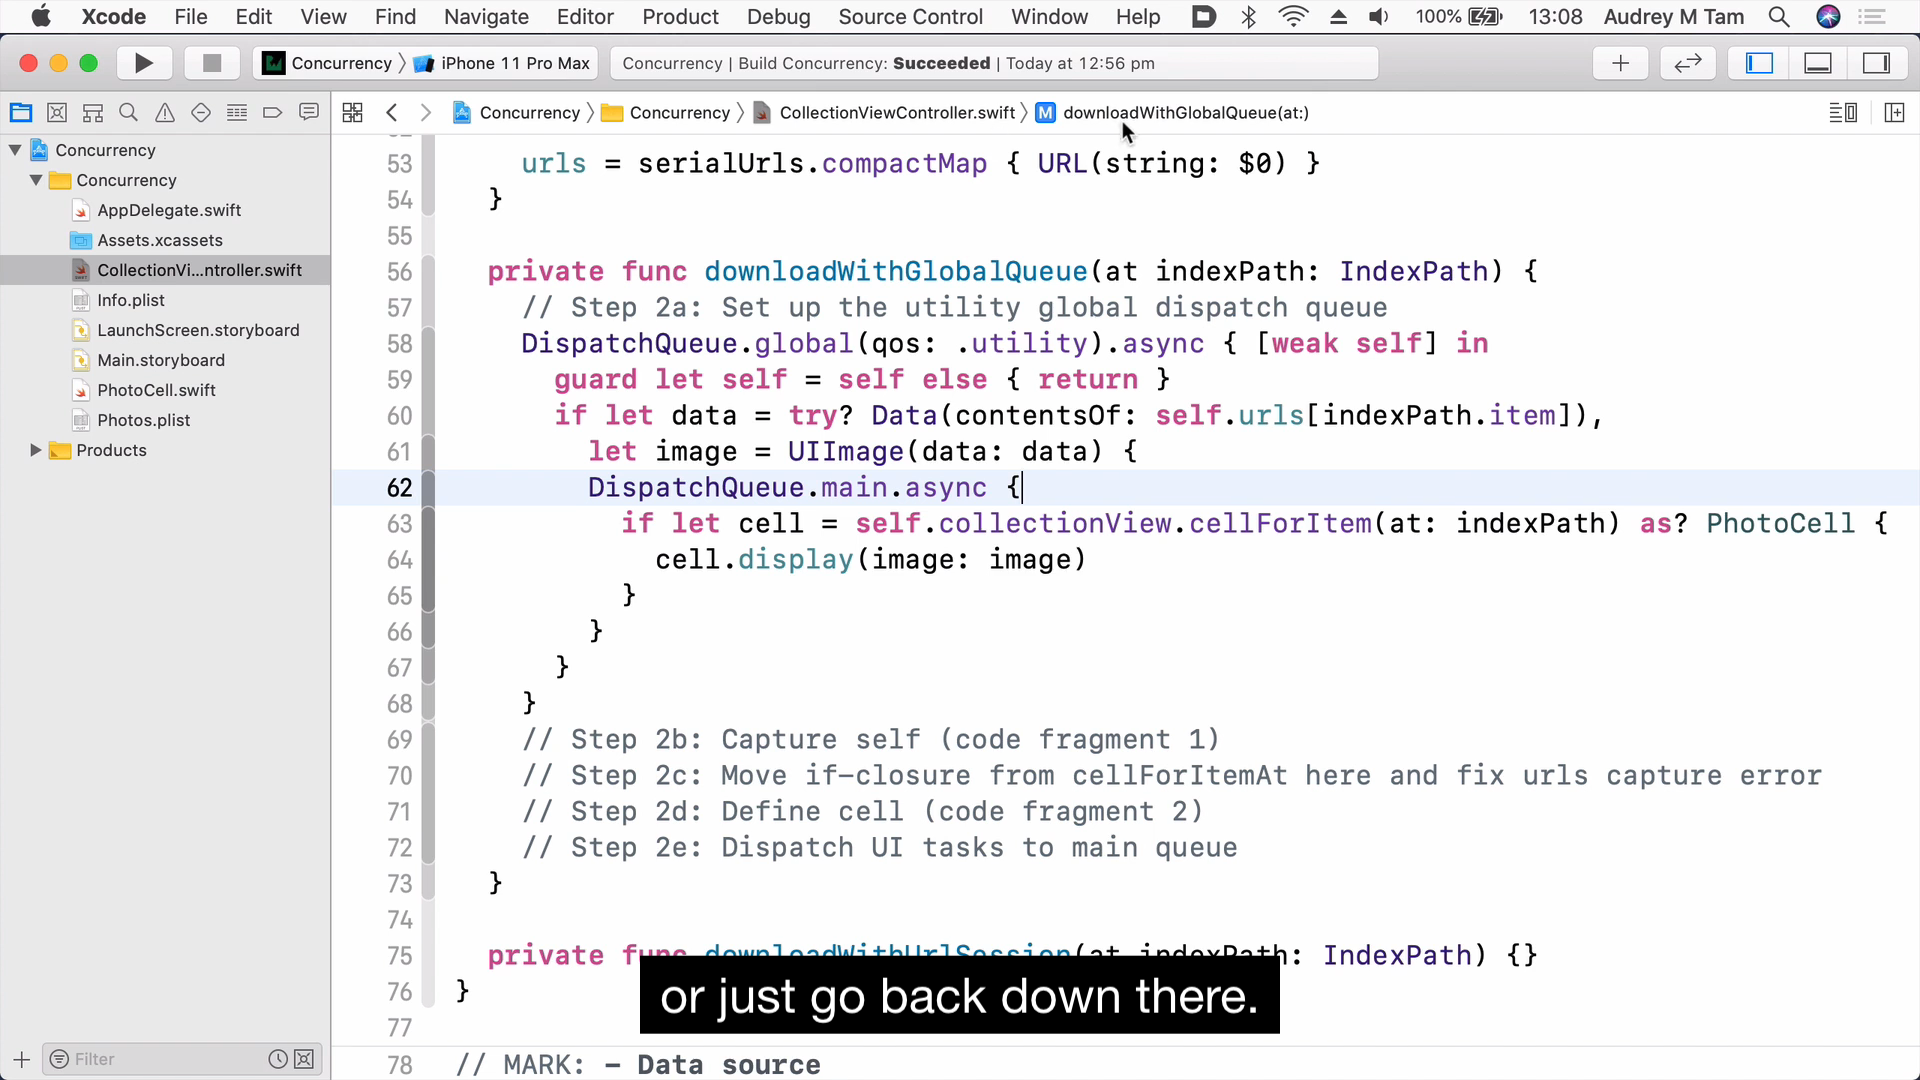 Xcode File Edit View Find Navigate Editor Product Debug Source Control Window Help 100% 13:08 Audrey M Tam
Concurrency iPhone 11 Pro Max
Concurrency | Build Concurrency: Succeeded | Today at 12:56 pm
Concurrency Concurrency CollectionViewController.swift M downloadWithGlobalQueue(at:)
Concurrency
Concurrency
AppDelegate.swift
Assets.xcassets
CollectionVi...ntroller.swift
Info.plist
LaunchScreen.storyboard
Main.storyboard
PhotoCell.swift
Photos.plist
Products
Filter
53 urls = serialUrls.compactMap { URL(string: $0) }
54 }
55
56 private func downloadWithGlobalQueue(at indexPath: IndexPath) {
57 // Step 2a: Set up the utility global dispatch queue
58 DispatchQueue.global(qos: .utility).async { [weak self] in
59 guard let self = self else { return }
60 if let data = try? Data(contentsOf: self.urls[indexPath.item]),
61 let image = UIImage(data: data) {
62 DispatchQueue.main.async {
63 if let cell = self.collectionView.cellForItem(at: indexPath) as? PhotoCell {
64 cell.display(image: image)
65 }
66 }
67 }
68 }
69 // Step 2b: Capture self (code fragment 1)
70 // Step 2c: Move if-closure from cellForItemAt here and fix urls capture error
71 // Step 2d: Define cell (code fragment 2)
72 // Step 2e: Dispatch UI tasks to main queue
73 }
74
75 private func downloadWithUrlSession(at indexPath: IndexPath) {}
76 }
77
78 // MARK: - Data source
or just go back down there.